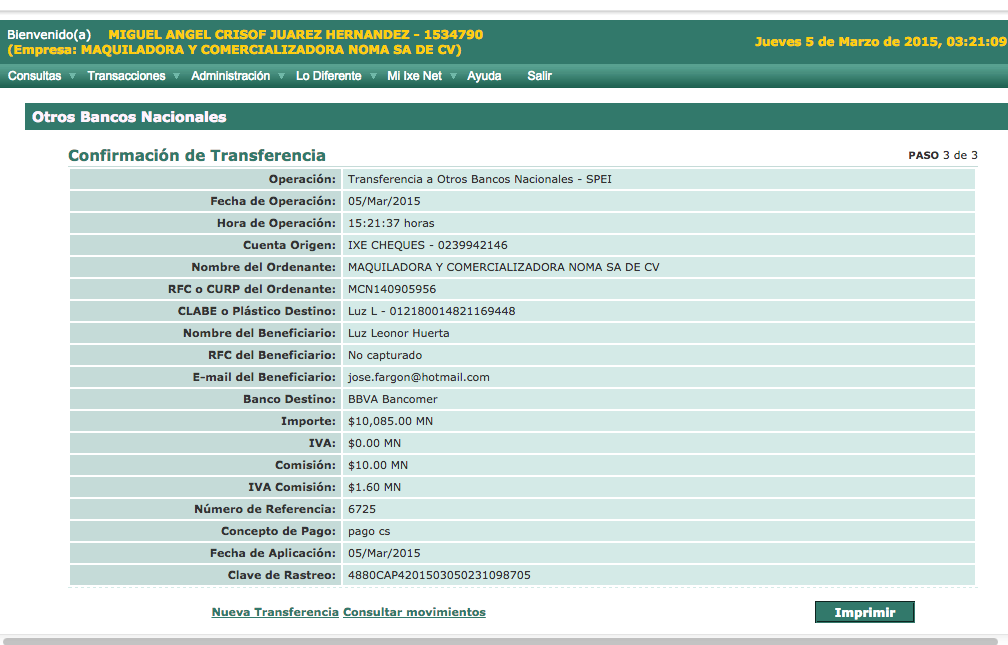 Bienvenido(a) MIGUEL ANGEL CRISOF JUAREZ HERNANDEZ - 1534790
(Empresa: MAQUILADORA Y COMERCIALIZADORA NOMA SA DE CV)
Jueves 5 de Marzo de 2015, 03:21:09
Consultas Transacciones Administración Lo Diferente Mi Ixe Net Ayuda Salir
Otros Bancos Nacionales
Confirmación de Transferencia PASO 3 de 3
Operación: Transferencia a Otros Bancos Nacionales - SPEI
Fecha de Operación: 05/Mar/2015
Hora de Operación: 15:21:37 horas
Cuenta Origen: IXE CHEQUES - 0239942146
Nombre del Ordenante: MAQUILADORA Y COMERCIALIZADORA NOMA SA DE CV
RFC o CURP del Ordenante: MCN140905956
CLABE o Plástico Destino: Luz L - 012180014821169448
Nombre del Beneficiario: Luz Leonor Huerta
RFC del Beneficiario: No capturado
E-mail del Beneficiario: jose.fargon@hotmail.com
Banco Destino: BBVA Bancomer
Importe: $10,085.00 MN
IVA: $0.00 MN
Comisión: $10.00 MN
IVA Comisión: $1.60 MN
Número de Referencia: 6725
Concepto de Pago: pago cs
Fecha de Aplicación: 05/Mar/2015
Clave de Rastreo: 4880CAP4201503050231098705
Nueva Transferencia Consultar movimientos Imprimir